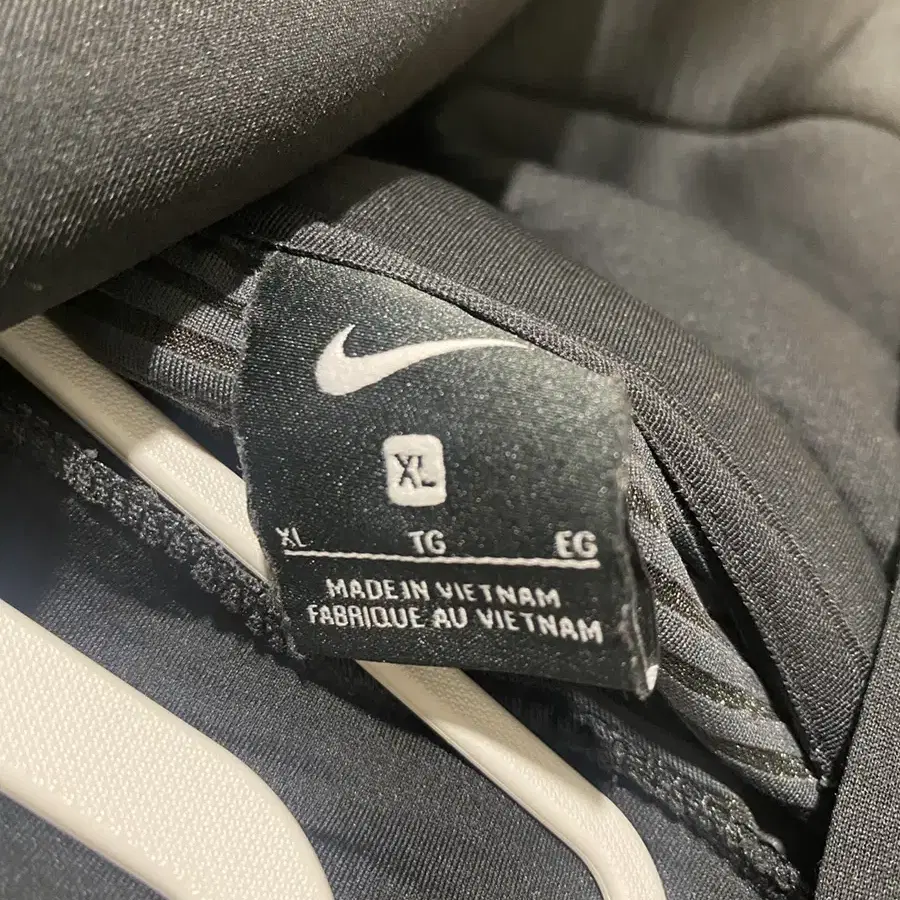 XL
XL TG EG
MADE IN VIETNAM
FABRIQUE AU VIETNAM